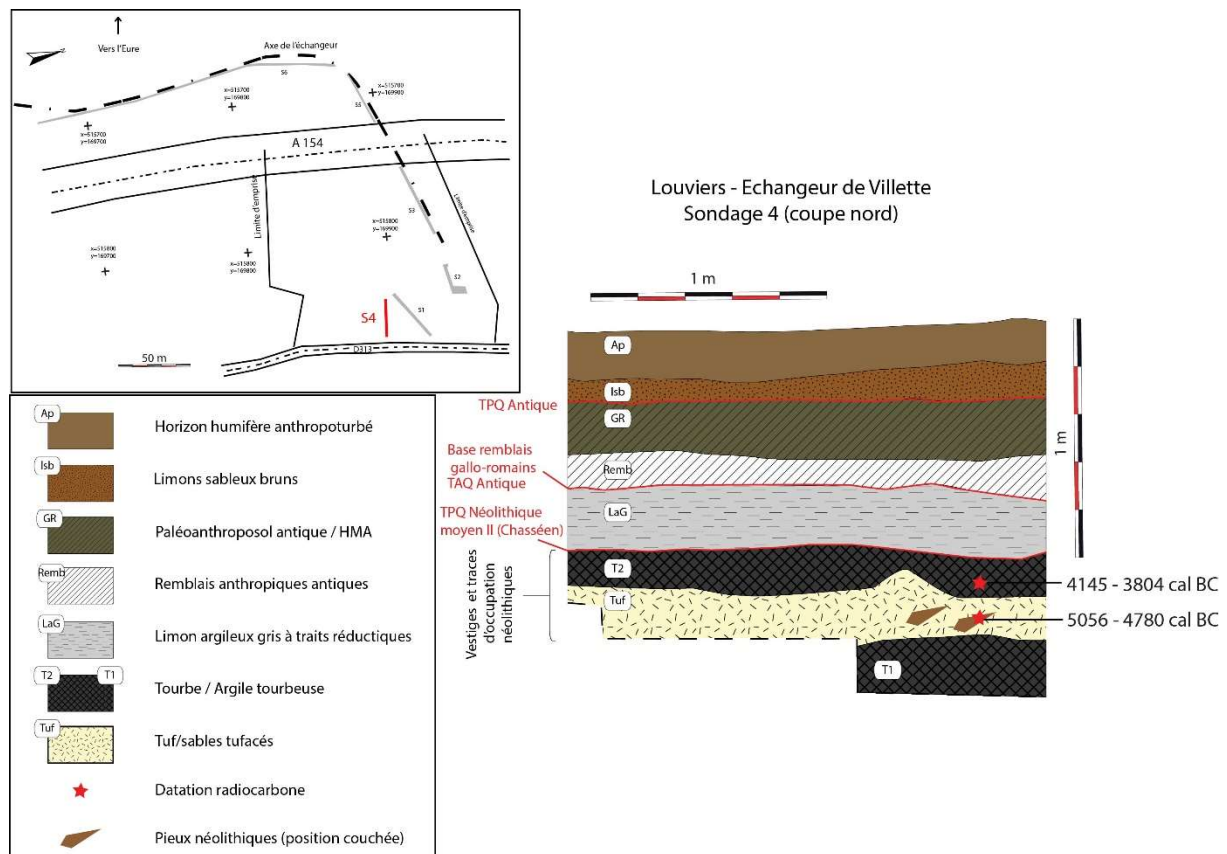 Vers l'Eure
N
Axe de l'échangeur
S6
x=515700
y=169900
S5
x=515700
y=169800
x=515700
y=169700
A 154
Limite d'emprise
Limite d'emprise
S3
x=515800
y=169900
x=515800
y=169800
x=515800
y=169700
S2
S4
S1
D313
50 m
Ap
Horizon humifère anthropoturbé
Isb
Limons sableux bruns
GR
Paléoanthroposol antique / HMA
Remb
Remblais anthropiques antiques
LaG
Limon argileux gris à traits réductiques
T2
T1
Tourbe / Argile tourbeuse
Tuf
Tuf/sables tufacés
Datation radiocarbone
Pieux néolithiques (position couchée)
Louviers - Echangeur de Villette
Sondage 4 (coupe nord)
1 m
Ap
Isb
TPQ Antique
GR
1 m
Base remblais
gallo-romains
TAQ Antique
Remb
LaG
TPQ Néolithique
moyen II (Chasséen)
T2
4145 - 3804 cal BC
Tuf
5056 - 4780 cal BC
Vestiges et traces
d'occupation
néolithiques
T1